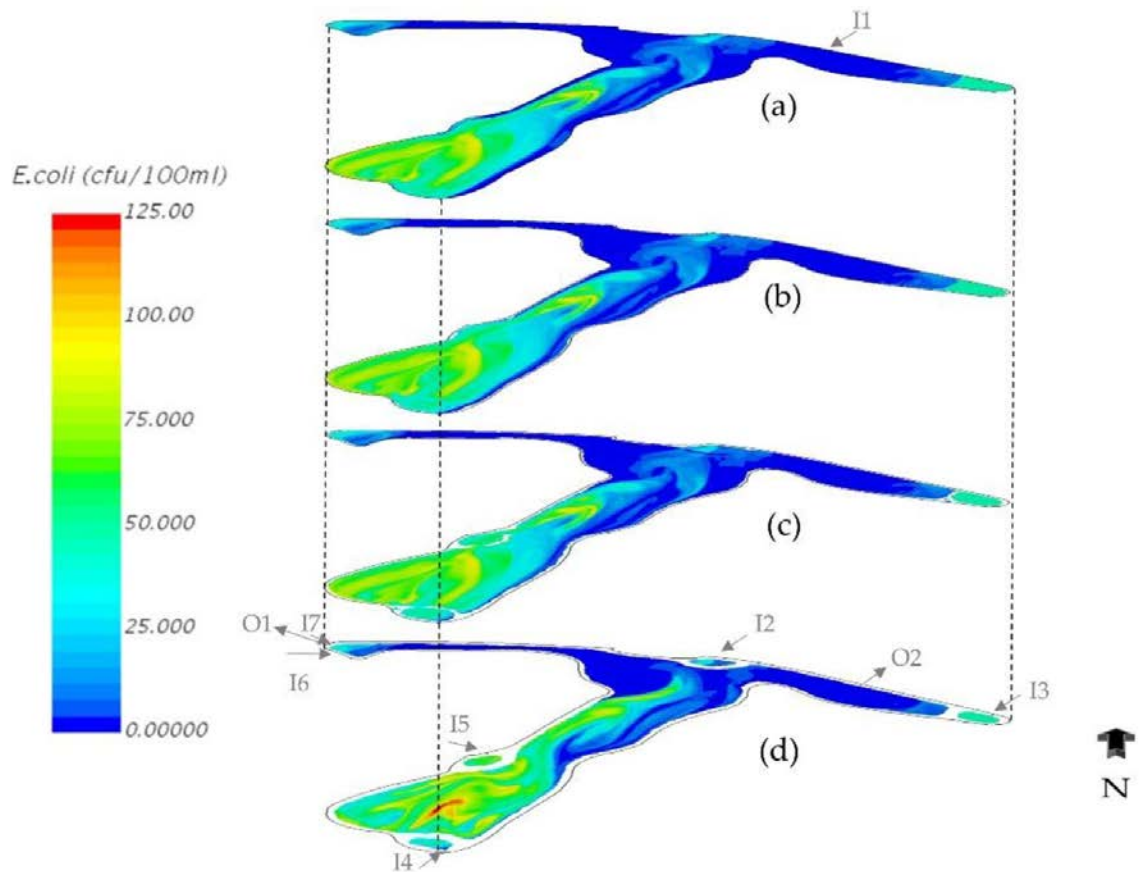 I1
(a)
E.coli (cfu/100ml)
125.00
100.00
75.000
50.000
25.000
0.00000
(b)
(c)
O1
I7
I6
I2
O2
I3
I5
(d)
I4
N